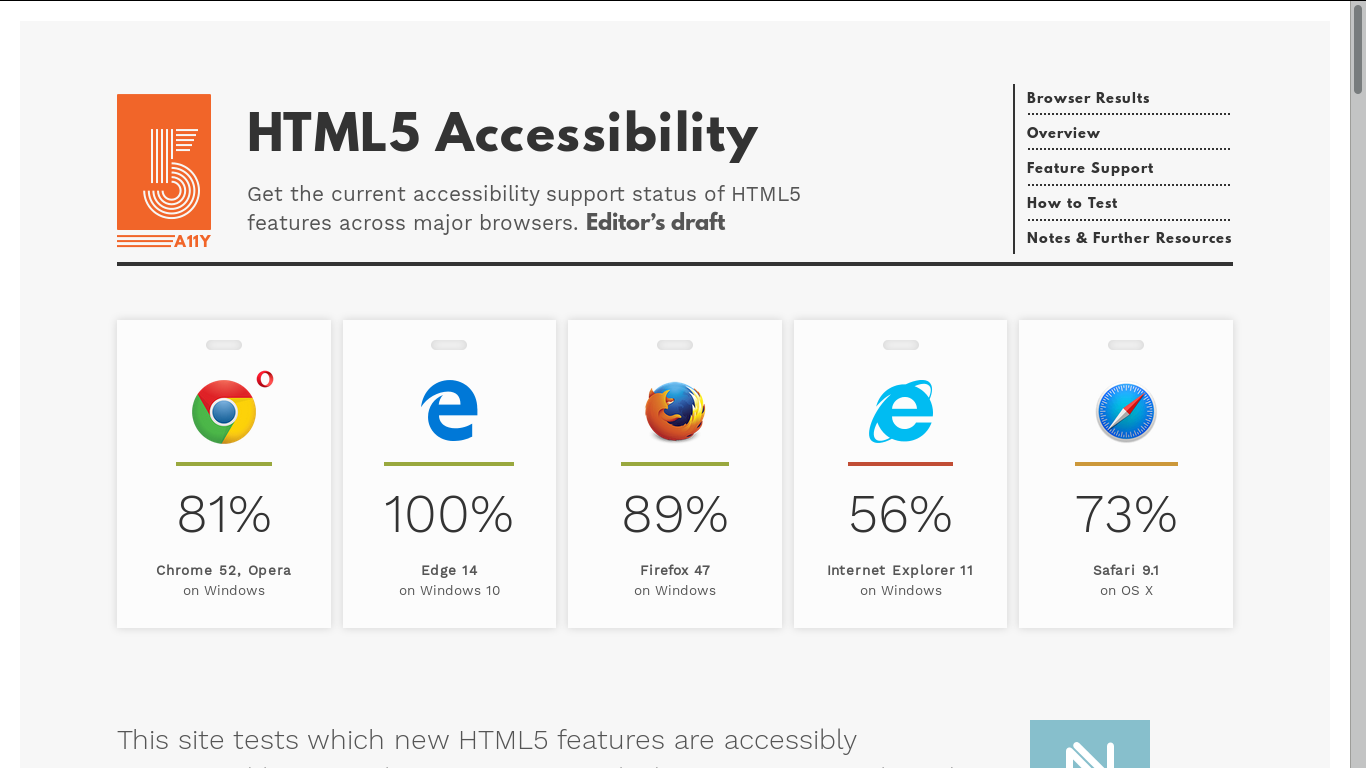 HTML5 Accessibility
Get the current accessibility support status of HTML5
features across major browsers. Editor's draft
A11Y
Browser Results
Overview
Feature Support
How to Test
Notes & Further Resources
81%
Chrome 52, Opera
on Windows
100%
Edge 14
on Windows 10
89%
Firefox 47
on Windows
56%
Internet Explorer 11
on Windows
73%
Safari 9.1
on OS X
This site tests which new HTML5 features are accessibly